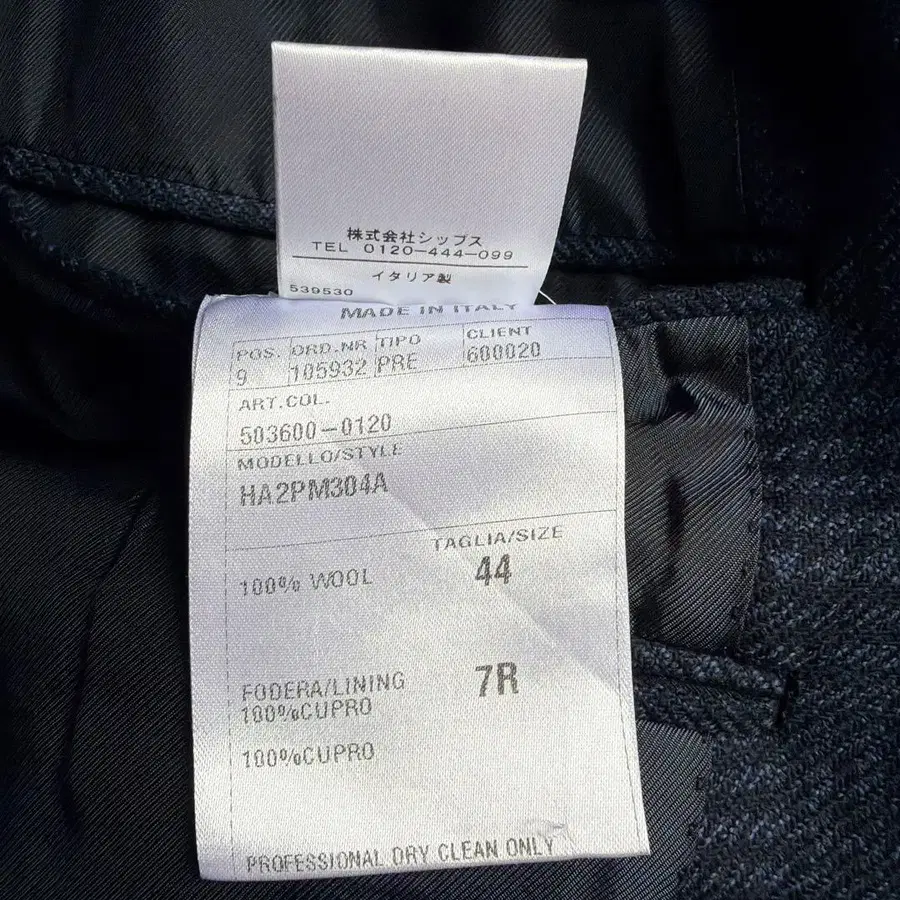 株式会社シップス
TEL 0120-444-099
イタリア製
539530
MADE IN ITALY
POS. ORD.NR TIPO CLIENT
9 105932 PRE 600020
ART.COL.
503600-0120
MODELLO/STYLE
HA2PM304A
TAGLIA/SIZE
100% WOOL 44
FODERA/LINING 7R
100%CUPRO
100%CUPRO
PROFESSIONAL DRY CLEAN ONLY